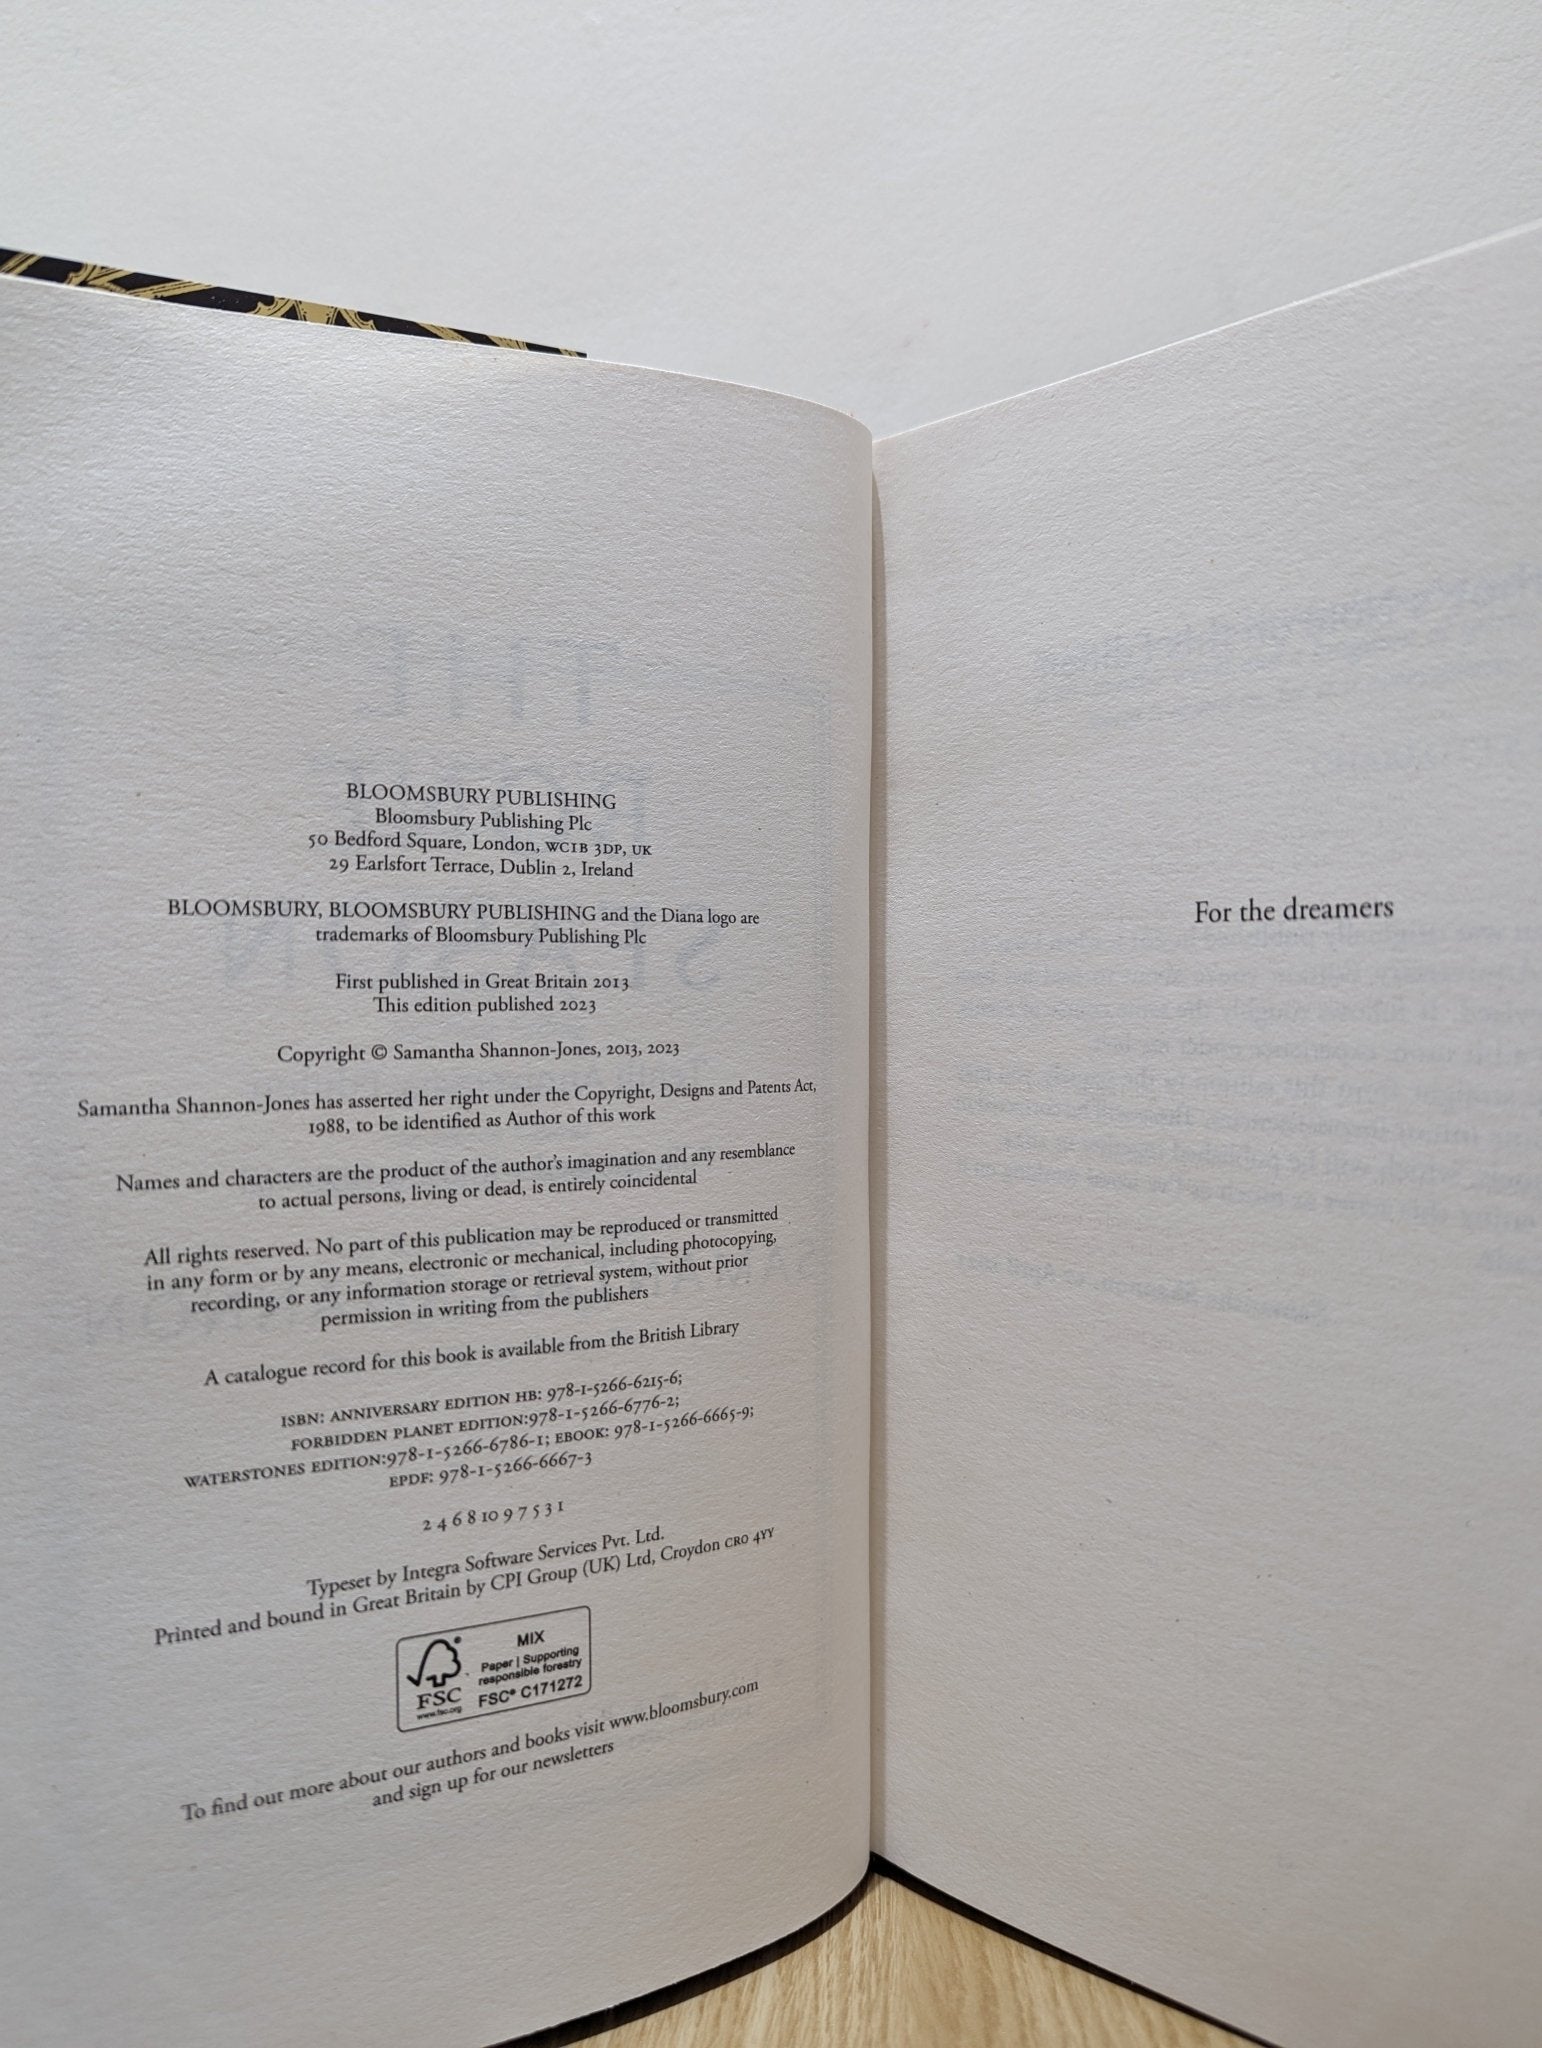 BLOOMSBURY PUBLISHING
Bloomsbury Publishing Plc
50 Bedford Square, London, WC1B 3DP, UK
29 Earlsfort Terrace, Dublin 2, Ireland
BLOOMSBURY, BLOOMSBURY PUBLISHING and the Diana logo are
trademarks of Bloomsbury Publishing Plc
First published in Great Britain 2013
This edition published 2023
Copyright © Samantha Shannon-Jones, 2013, 2023
Samantha Shannon-Jones has asserted her right under the Copyright, Designs and Patents Act,
1988, to be identified as Author of this work
Names and characters are the product of the author's imagination and any resemblance
to actual persons, living or dead, is entirely coincidental
All rights reserved. No part of this publication may be reproduced or transmitted
in any form or by any means, electronic or mechanical, including photocopying,
recording, or any information storage or retrieval system, without prior
permission in writing from the publishers
A catalogue record for this book is available from the British Library
ISBN: ANNIVERSARY EDITION HB: 978-1-5266-6215-6;
FORBIDDEN PLANET EDITION:978-1-5266-6776-2;
WATERSTONES EDITION:978-1-5266-6786-1; EBOOK: 978-1-5266-6665-9;
EPDF: 978-1-5266-6667-3
2 4 6 8 10 9 7 5 3 1
Typeset by Integra Software Services Pvt. Ltd.
Printed and bound in Great Britain by CPI Group (UK) Ltd, Croydon CR0 4YY
MIX
Paper | Supporting
responsible forestry
FSC® C171272
FSC
www.fsc.org
To find out more about our authors and books visit www.bloomsbury.com
and sign up for our newsletters
For the dreamers